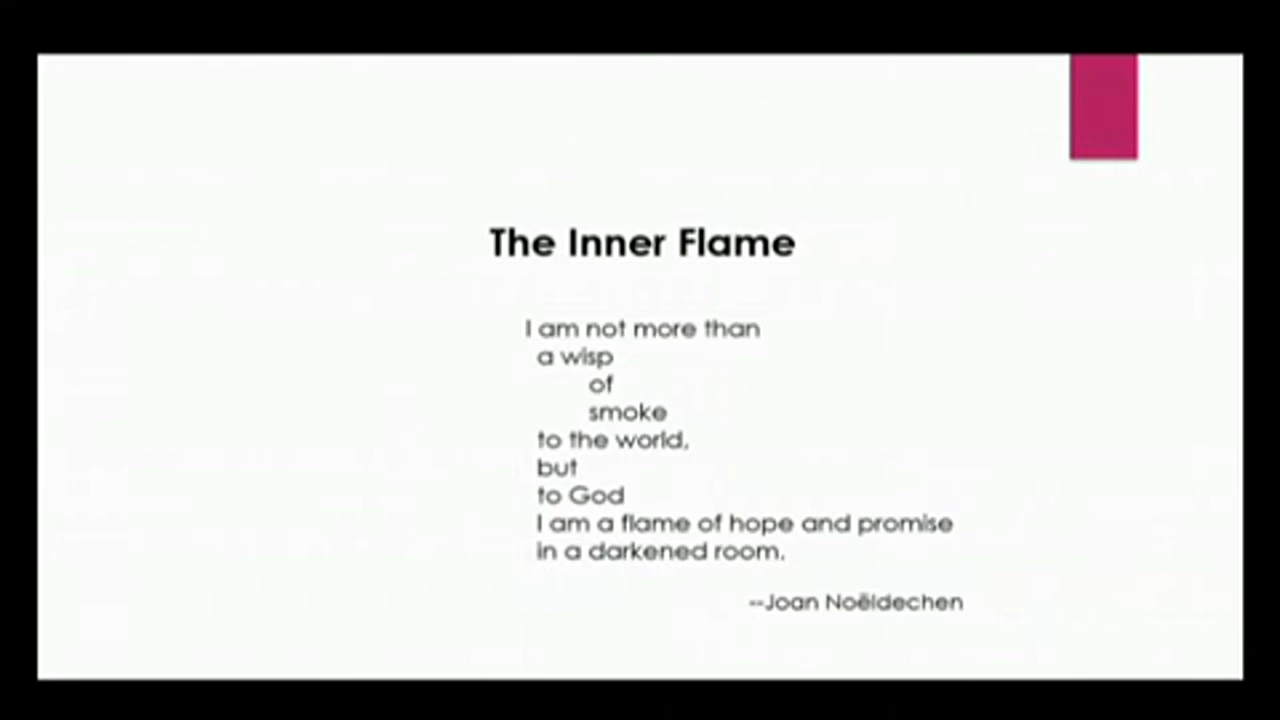 The Inner Flame
I am not more than
a wisp
of
smoke
to the world,
but
to God
I am a flame of hope and promise
in a darkened room.
--Joan Noëldechen